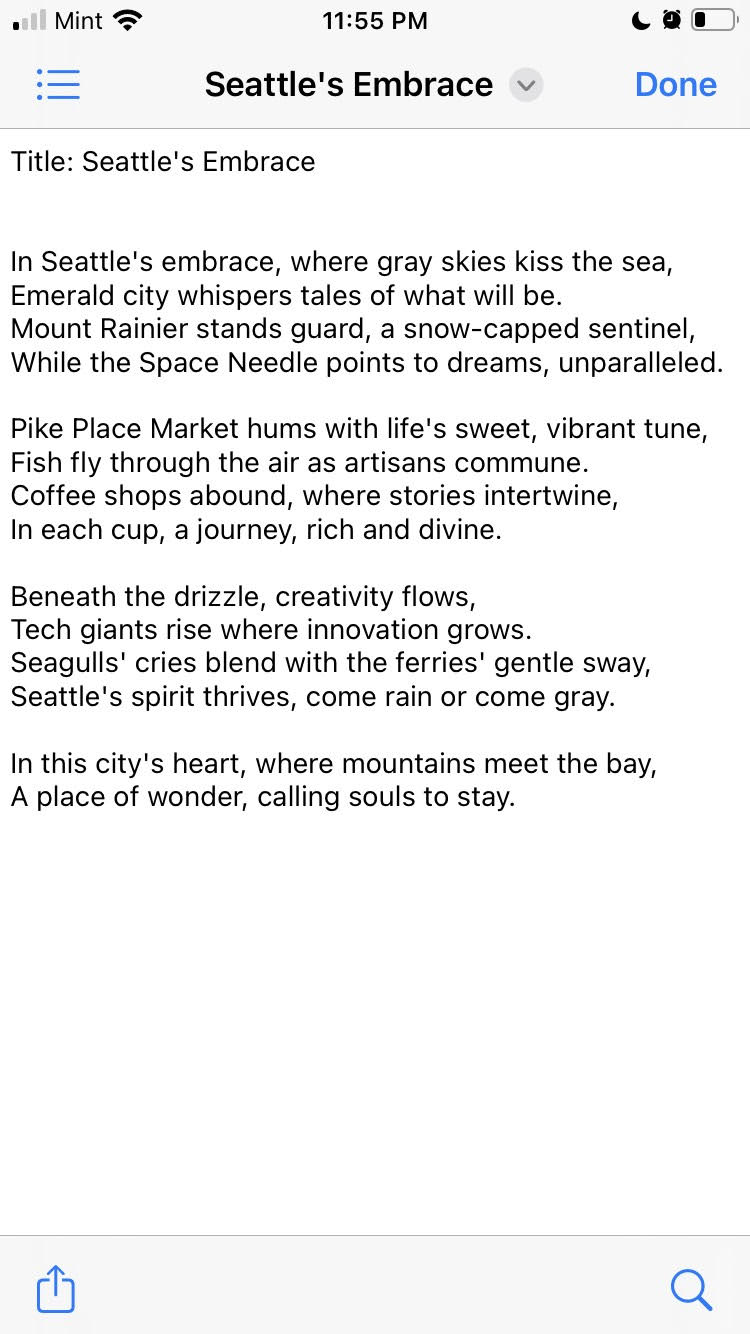 Mint
11:55 PM
Seattle's Embrace
Done
Title: Seattle's Embrace
In Seattle's embrace, where gray skies kiss the sea,
Emerald city whispers tales of what will be.
Mount Rainier stands guard, a snow-capped sentinel,
While the Space Needle points to dreams, unparalleled.
Pike Place Market hums with life's sweet, vibrant tune,
Fish fly through the air as artisans commune.
Coffee shops abound, where stories intertwine,
In each cup, a journey, rich and divine.
Beneath the drizzle, creativity flows,
Tech giants rise where innovation grows.
Seagulls' cries blend with the ferries' gentle sway,
Seattle's spirit thrives, come rain or come gray.
In this city's heart, where mountains meet the bay,
A place of wonder, calling souls to stay.